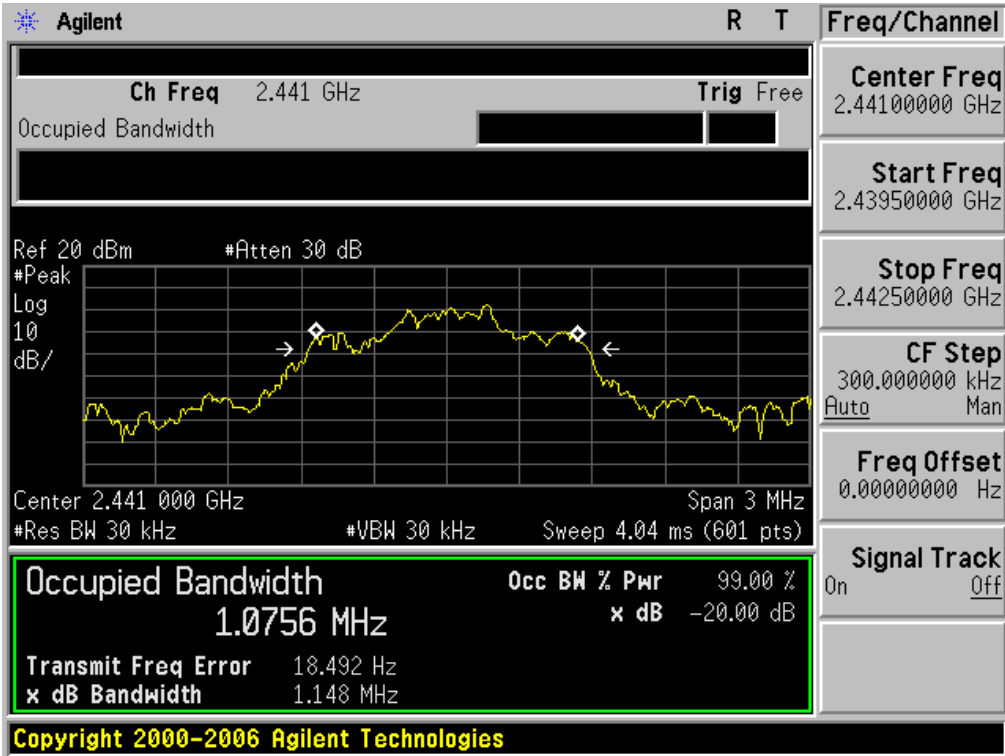 Agilent R T Freq/Channel
Ch Freq 2.441 GHz Trig Free
Occupied Bandwidth
Center Freq
2.44100000 GHz
Start Freq
2.43950000 GHz
Stop Freq
2.44250000 GHz
CF Step
300.000000 kHz
Auto Man
Freq Offset
0.00000000 Hz
Signal Track
On Off
Ref 20 dBm #Atten 30 dB
#Peak
Log
10
dB/
Center 2.441 000 GHz Span 3 MHz
#Res BW 30 kHz #VBW 30 kHz Sweep 4.04 ms (601 pts)
Occupied Bandwidth Occ BW % Pwr 99.00 %
1.0756 MHz x dB -20.00 dB
Transmit Freq Error 18.492 Hz
x dB Bandwidth 1.148 MHz
Copyright 2000-2006 Agilent Technologies